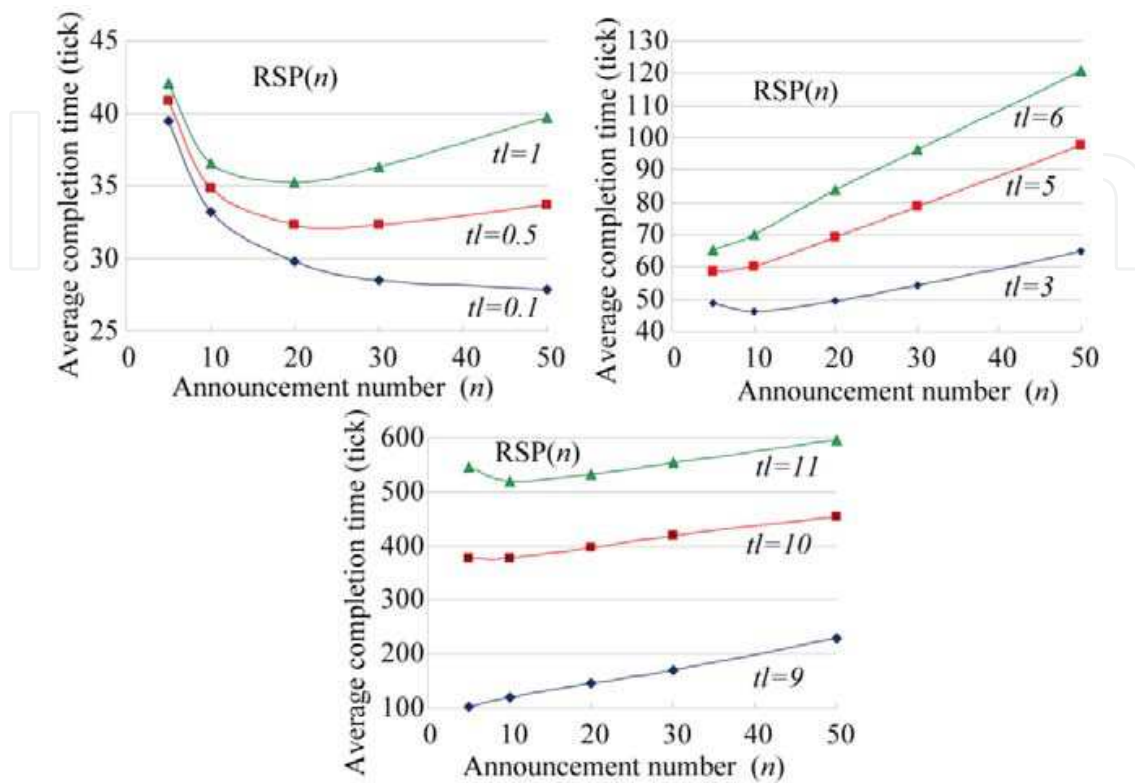 Average completion time (tick)
45
40
35
30
25
RSP(n)
tl=1
tl=0.5
tl=0.1
0 10 20 30 40 50
Announcement number (n)
Average completion time (tick)
130
120
110
100
90
80
70
60
50
40
RSP(n)
tl=6
tl=5
tl=3
0 10 20 30 40 50
Announcement number (n)
Average completion time (tick)
600
500
400
300
200
100
RSP(n)
tl=11
tl=10
tl=9
0 10 20 30 40 50
Announcement number (n)